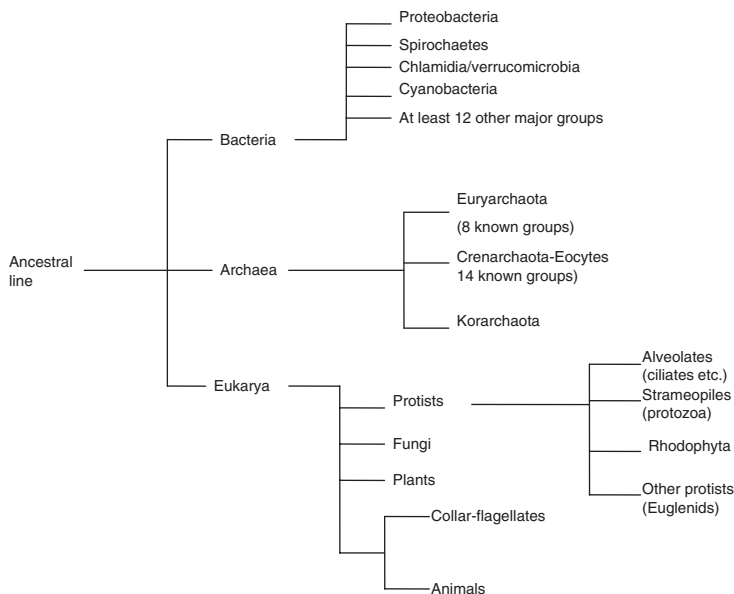 Proteobacteria
Spirochaetes
Chlamidia/verrucomicrobia
Cyanobacteria
At least 12 other major groups
Bacteria
Euryarchaota
(8 known groups)
Ancestral
line
Archaea
Crenarchaota-Eocytes
14 known groups)
Korarchaota
Eukarya
Protists
Alveolates
(ciliates etc.)
Strameopiles
(protozoa)
Rhodophyta
Other protists
(Euglenids)
Fungi
Plants
Collar-flagellates
Animals